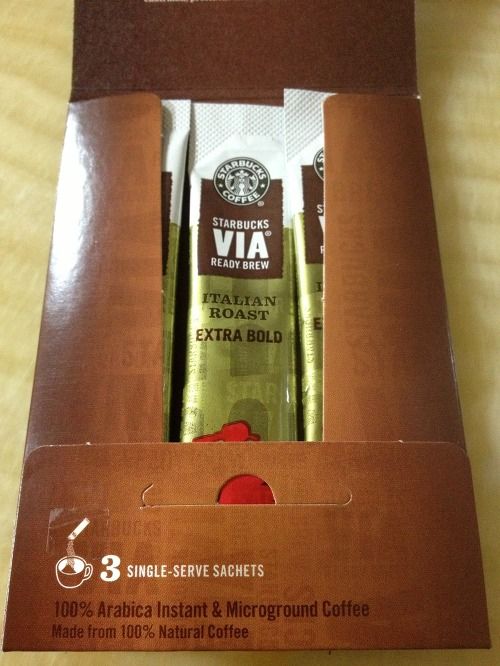 STARBUCKS
COFFEE
STARBUCKS
VIA®
READY BREW
ITALIAN
ROAST
EXTRA BOLD
STAR
3 SINGLE-SERVE SACHETS
100% Arabica Instant & Microground Coffee
Made from 100% Natural Coffee